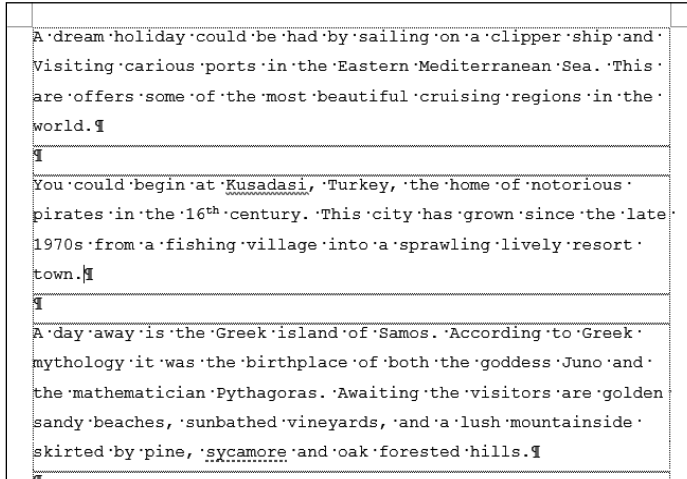 A dream holiday could be had by sailing on a clipper ship and
Visiting carious ports in the Eastern Mediterranean Sea. This
are offers some of the most beautiful cruising regions in the
world.¶
¶
You could begin at Kusadasi, Turkey, the home of notorious
pirates in the 16th century. This city has grown since the late
1970s from a fishing village into a sprawling lively resort
town.¶
¶
A day away is the Greek island of Samos. According to Greek
mythology it was the birthplace of both the goddess Juno and
the mathematician Pythagoras. Awaiting the visitors are golden
sandy beaches, sunbathed vineyards, and a lush mountainside
skirted by pine, sycamore and oak forested hills.¶
¶